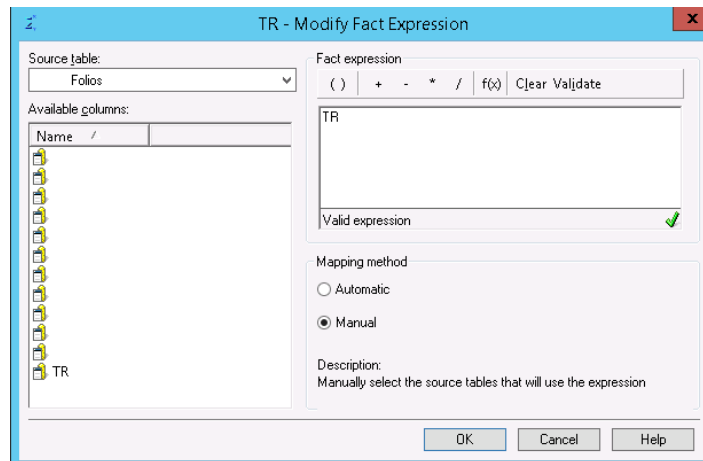 TR - Modify Fact Expression
x
Source table:
Folios
Available columns:
Name
TR
Fact expression
( ) + - * / f(x) Clear Validate
TR
Valid expression
Mapping method
Automatic
Manual
Description:
Manually select the source tables that will use the expression
OK Cancel Help